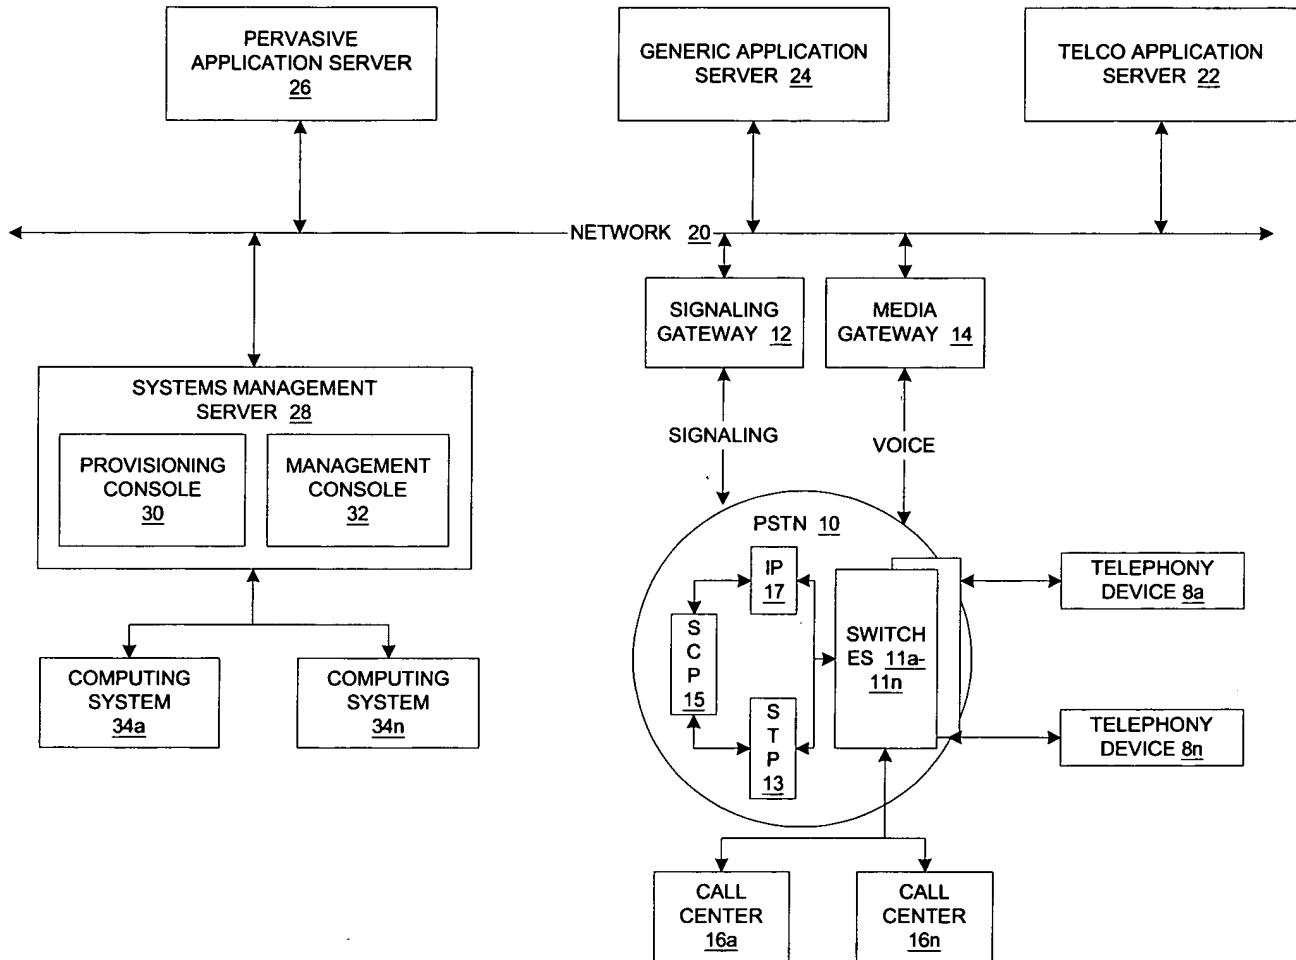 PERVASIVE
APPLICATION SERVER
26
GENERIC APPLICATION
SERVER 24
TELCO APPLICATION
SERVER 22
NETWORK 20
SIGNALING
GATEWAY 12
MEDIA
GATEWAY 14
SYSTEMS MANAGEMENT
SERVER 28
PROVISIONING
CONSOLE
30
MANAGEMENT
CONSOLE
32
SIGNALING
VOICE
PSTN 10
IP
17
S
C
P
15
S
T
P
13
SWITCH
ES 11a-
11n
TELEPHONY
DEVICE 8a
TELEPHONY
DEVICE 8n
COMPUTING
SYSTEM
34a
COMPUTING
SYSTEM
34n
CALL
CENTER
16a
CALL
CENTER
16n